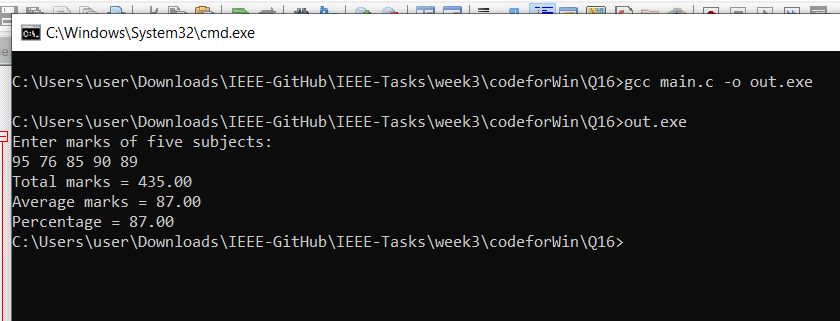 C:\Windows\System32\cmd.exe
C:\Users\user\Downloads\IEEE-GitHub\IEEE-Tasks\week3\codeforWin\Q16>gcc main.c -o out.exe
C:\Users\user\Downloads\IEEE-GitHub\IEEE-Tasks\week3\codeforWin\Q16>out.exe
Enter marks of five subjects:
95 76 85 90 89
Total marks = 435.00
Average marks = 87.00
Percentage = 87.00
C:\Users\user\Downloads\IEEE-GitHub\IEEE-Tasks\week3\codeforWin\Q16>